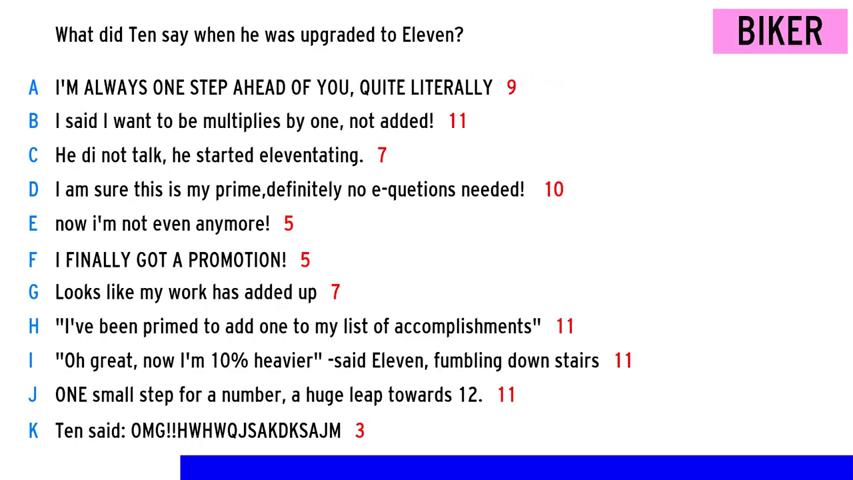 What did Ten say when he was upgraded to Eleven?
BIKER
A I'M ALWAYS ONE STEP AHEAD OF YOU, QUITE LITERALLY 9
B I said I want to be multiplies by one, not added! 11
C He di not talk, he started eleventating. 7
D I am sure this is my prime,definitely no e-quetions needed! 10
E now i'm not even anymore! 5
F I FINALLY GOT A PROMOTION! 5
G Looks like my work has added up 7
H "I've been primed to add one to my list of accomplishments" 11
I "Oh great, now I'm 10% heavier" -said Eleven, fumbling down stairs 11
J ONE small step for a number, a huge leap towards 12. 11
K Ten said: OMG!!HWHWQJSAKDKSAJM 3